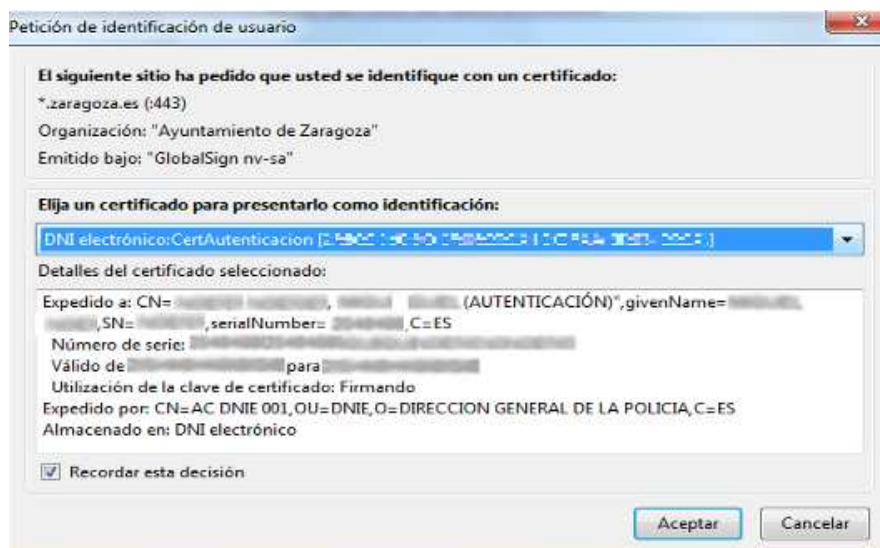 Petición de identificación de usuario
El siguiente sitio ha pedido que usted se identifique con un certificado:
*.zaragoza.es (:443)
Organización: "Ayuntamiento de Zaragoza"
Emitido bajo: "GlobalSign nv-sa"
Elija un certificado para presentarlo como identificación:
DNI electrónico:CertAutenticacion [
Detalles del certificado seleccionado:
Expedido a: CN= , (AUTENTICACIÓN)",givenName=
,SN= ,serialNumber= ,C=ES
Número de serie:
Válido de para
Utilización de la clave de certificado: Firmando
Expedido por: CN=AC DNIE 001,OU=DNIE,O=DIRECCION GENERAL DE LA POLICIA,C=ES
Almacenado en: DNI electrónico
Recordar esta decisión
Aceptar Cancelar